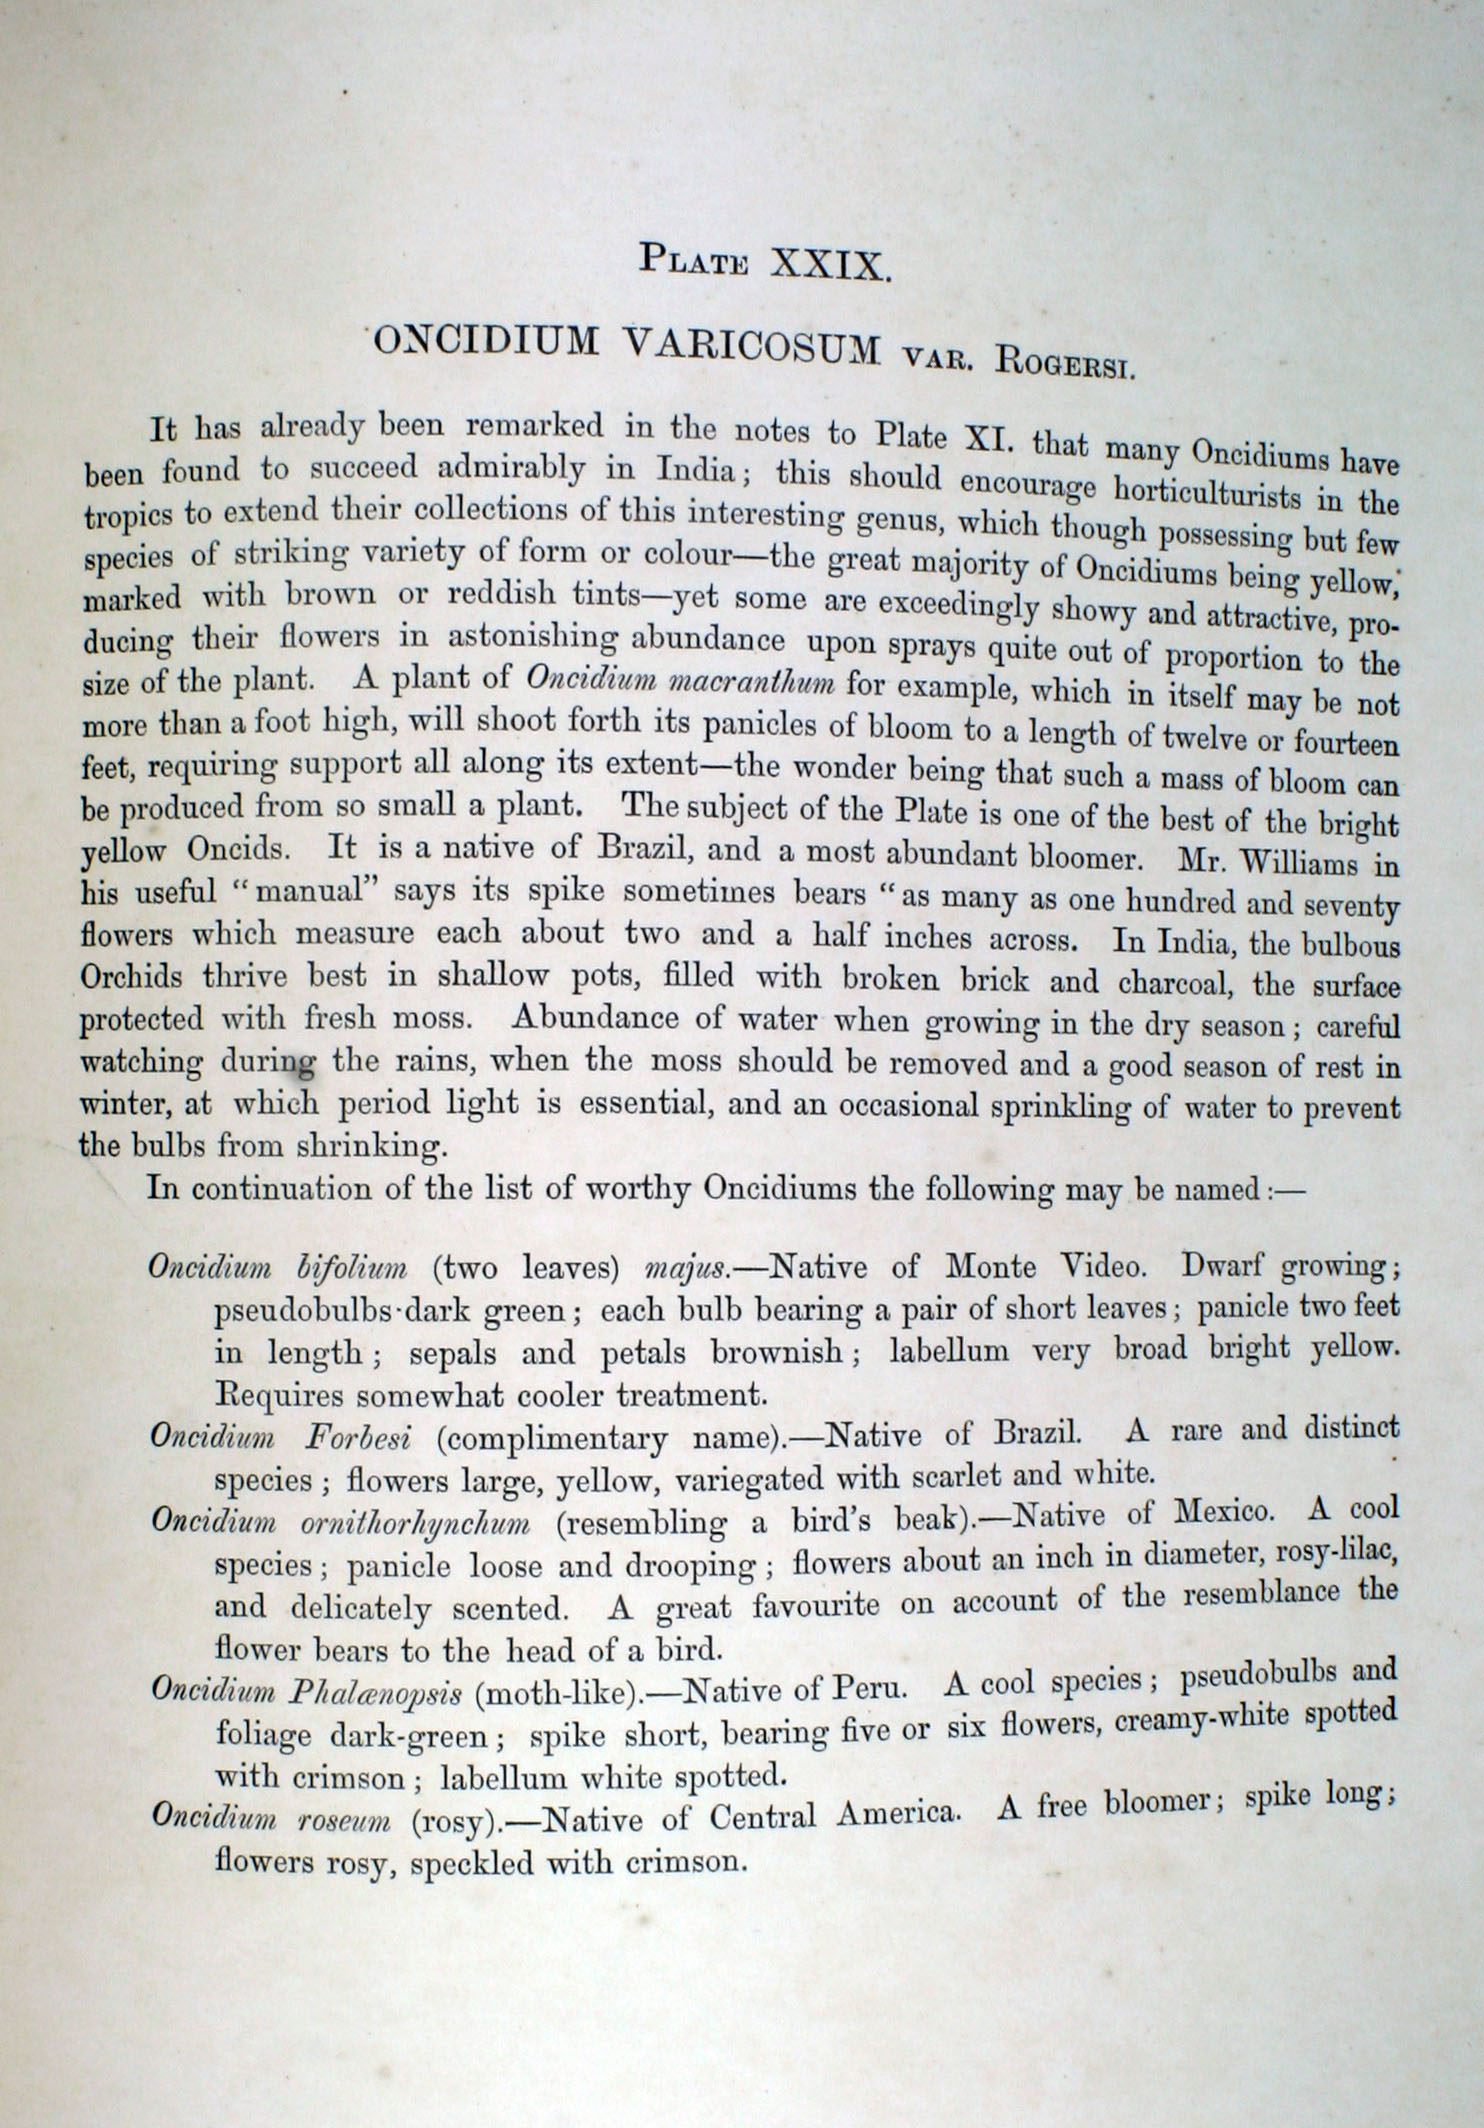 PLATE XXIX.
ONCIDIUM VARICOSUM VAR. ROGERSI.
It has already been remarked in the notes to Plate XI. that many Oncidiums have
been found to succeed admirably in India; this should encourage horticulturists in the
tropics to extend their collections of this interesting genus, which though possessing but few
species of striking variety of form or colour—the great majority of Oncidiums being yellow,
marked with brown or reddish tints—yet some are exceedingly showy and attractive, pro-
ducing their flowers in astonishing abundance upon sprays quite out of proportion to the
size of the plant. A plant of Oncidium macranthum for example, which in itself may be not
more than a foot high, will shoot forth its panicles of bloom to a length of twelve or fourteen
feet, requiring support all along its extent—the wonder being that such a mass of bloom can
be produced from so small a plant. The subject of the Plate is one of the best of the bright
yellow Oncids. It is a native of Brazil, and a most abundant bloomer. Mr. Williams in
his useful "manual" says its spike sometimes bears "as many as one hundred and seventy
flowers which measure each about two and a half inches across. In India, the bulbous
Orchids thrive best in shallow pots, filled with broken brick and charcoal, the surface
protected with fresh moss. Abundance of water when growing in the dry season; careful
watching during the rains, when the moss should be removed and a good season of rest in
winter, at which period light is essential, and an occasional sprinkling of water to prevent
the bulbs from shrinking.
In continuation of the list of worthy Oncidiums the following may be named:—
Oncidium bifolium (two leaves) majus.—Native of Monte Video. Dwarf growing;
pseudobulbs dark green; each bulb bearing a pair of short leaves; panicle two feet
in length; sepals and petals brownish; labellum very broad bright yellow.
Requires somewhat cooler treatment.
Oncidium Forbesi (complimentary name).—Native of Brazil. A rare and distinct
species; flowers large, yellow, variegated with scarlet and white.
Oncidium ornithorhynchum (resembling a bird's beak).—Native of Mexico. A cool
species; panicle loose and drooping; flowers about an inch in diameter, rosy-lilac,
and delicately scented. A great favourite on account of the resemblance the
flower bears to the head of a bird.
Oncidium Phalænopsis (moth-like).—Native of Peru. A cool species; pseudobulbs and
foliage dark-green; spike short, bearing five or six flowers, creamy-white spotted
with crimson; labellum white spotted.
Oncidium roseum (rosy).—Native of Central America. A free bloomer; spike long;
flowers rosy, speckled with crimson.